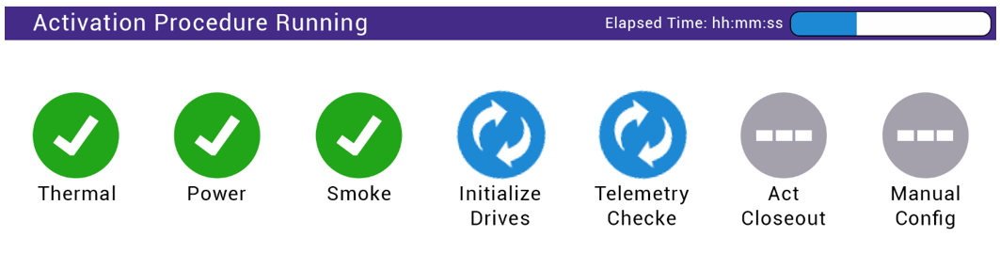 Activation Procedure Running
Elapsed Time: hh:mm:ss
Thermal
Power
Smoke
Initialize
Drives
Telemetry
Checke
Act
Closeout
Manual
Config